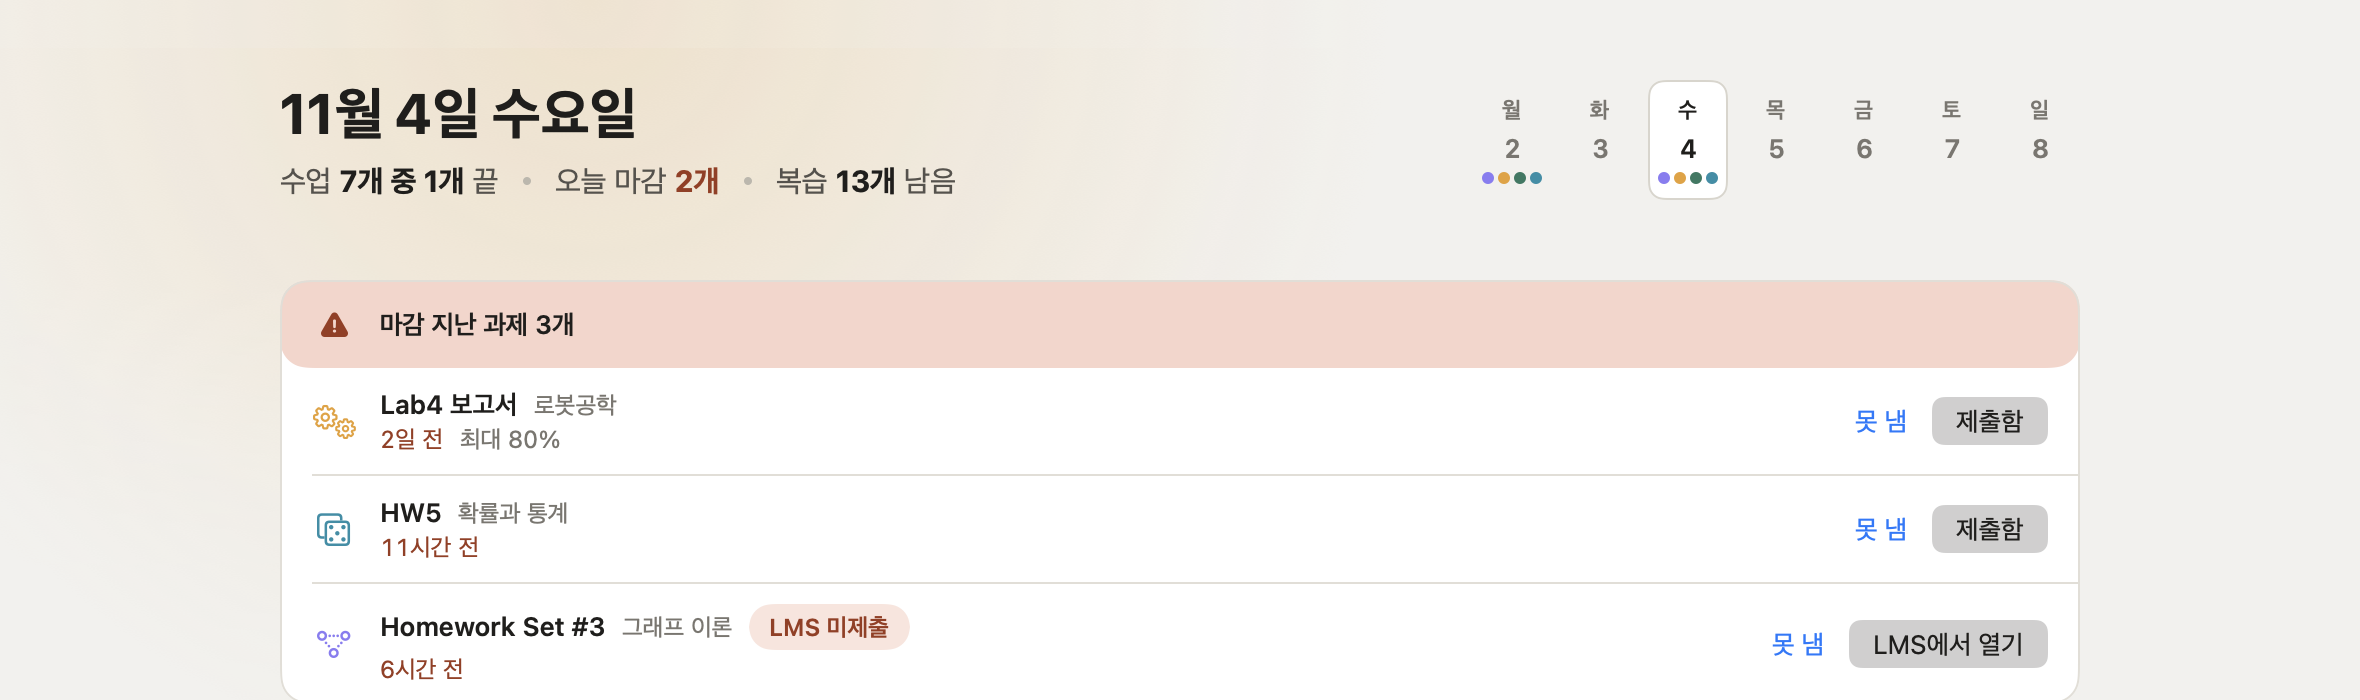 11월 4일 수요일
수업 7개 중 1개 끝 • 오늘 마감 2개 • 복습 13개 남음
월 화 수 목 금 토 일
2 3 4 5 6 7 8
마감 지난 과제 3개
Lab4 보고서 로봇공학
2일 전 최대 80%
못 냄 제출함
HW5 확률과 통계
11시간 전
못 냄 제출함
Homework Set #3 그래프 이론 LMS 미제출
6시간 전
못 냄 LMS에서 열기